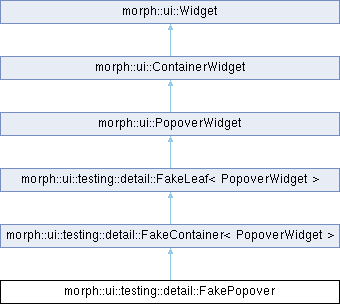 morph::ui::Widget
morph::ui::ContainerWidget
morph::ui::PopoverWidget
morph::ui::testing::detail::FakeLeaf< PopoverWidget >
morph::ui::testing::detail::FakeContainer< PopoverWidget >
morph::ui::testing::detail::FakePopover